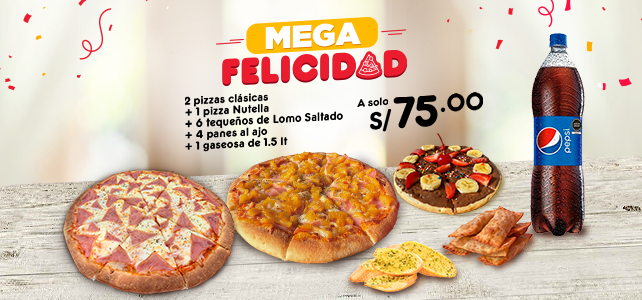 MEGA
FELICIDAD
2 pizzas clásicas
+ 1 pizza Nutella
+ 6 tequeños de Lomo Saltado
+ 4 panes al ajo
+ 1 gaseosa de 1.5 lt
A solo
S/75.00
pepsi